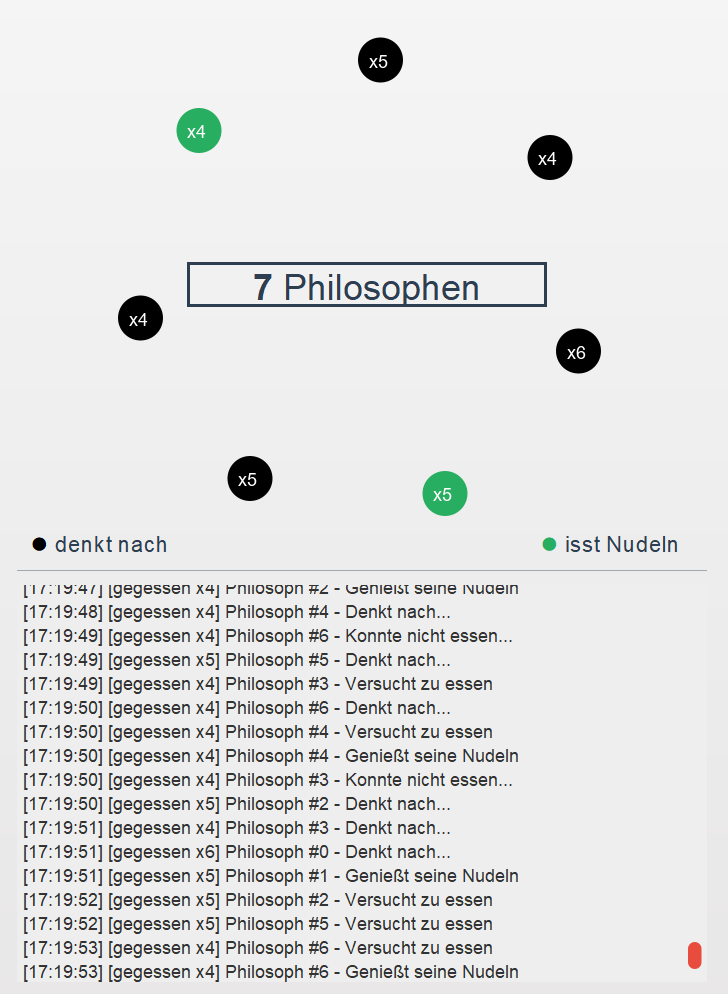 x5
x4
x4
7 Philosophen
x4
x6
x5
x5
denkt nach
isst Nudeln
[17:19:47] [gegessen x4] Philosoph #2 - Genießt seine Nudeln
[17:19:48] [gegessen x4] Philosoph #4 - Denkt nach...
[17:19:49] [gegessen x4] Philosoph #6 - Konnte nicht essen...
[17:19:49] [gegessen x5] Philosoph #5 - Denkt nach...
[17:19:49] [gegessen x4] Philosoph #3 - Versucht zu essen
[17:19:50] [gegessen x4] Philosoph #6 - Denkt nach...
[17:19:50] [gegessen x4] Philosoph #4 - Versucht zu essen
[17:19:50] [gegessen x4] Philosoph #4 - Genießt seine Nudeln
[17:19:50] [gegessen x4] Philosoph #3 - Konnte nicht essen...
[17:19:50] [gegessen x5] Philosoph #2 - Denkt nach...
[17:19:51] [gegessen x4] Philosoph #3 - Denkt nach...
[17:19:51] [gegessen x6] Philosoph #0 - Denkt nach...
[17:19:51] [gegessen x5] Philosoph #1 - Genießt seine Nudeln
[17:19:52] [gegessen x5] Philosoph #2 - Versucht zu essen
[17:19:52] [gegessen x5] Philosoph #5 - Versucht zu essen
[17:19:53] [gegessen x4] Philosoph #6 - Versucht zu essen
[17:19:53] [gegessen x4] Philosoph #6 - Genießt seine Nudeln